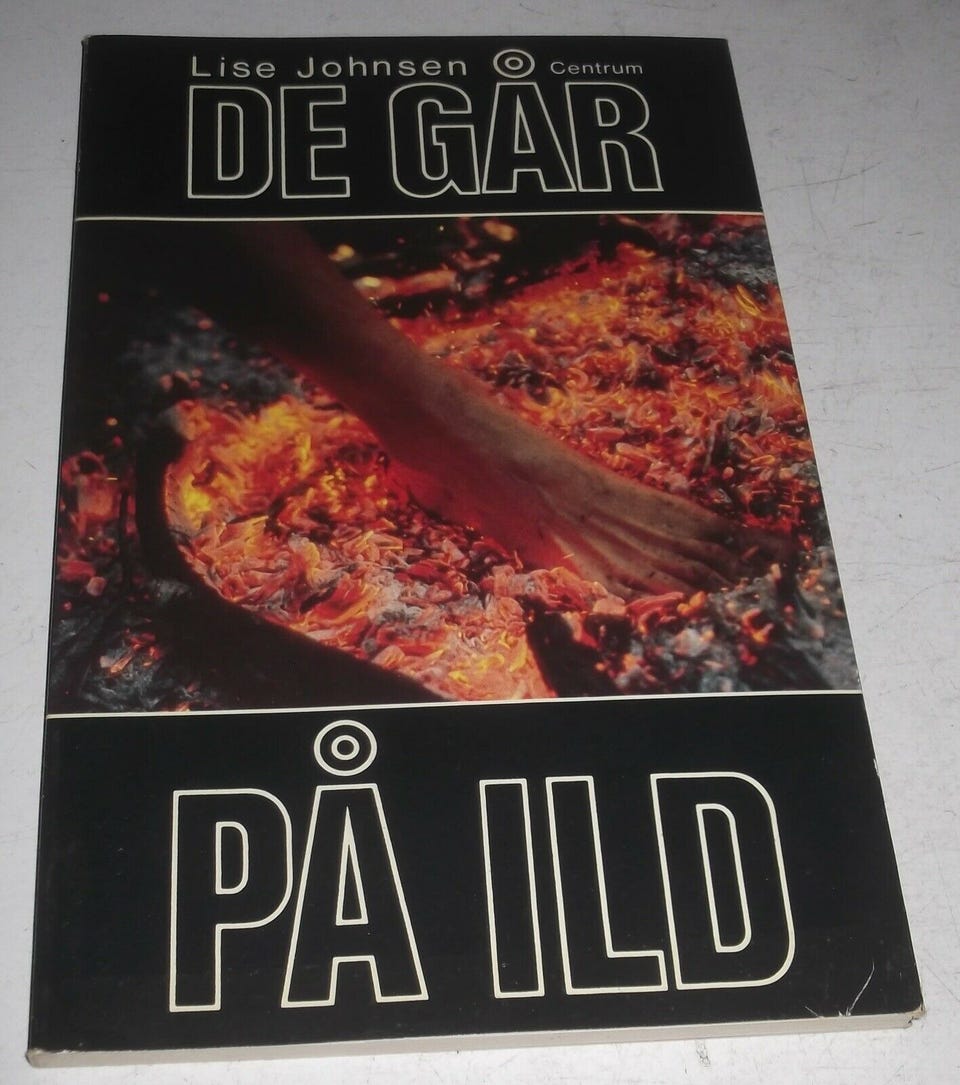 Lise Johnsen Centrum
DE GÅR
PÅ ILD